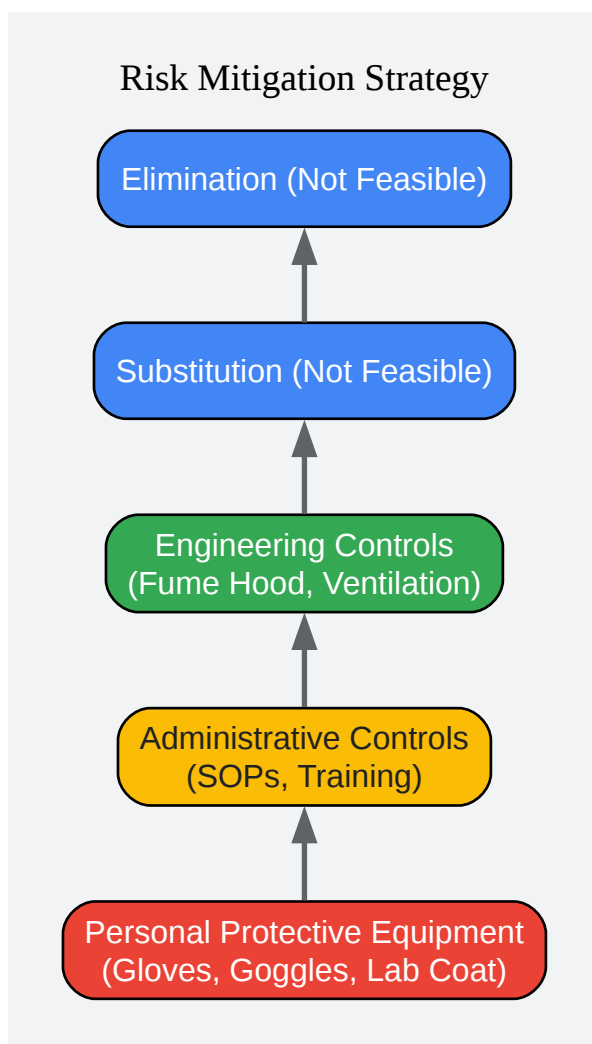 Risk Mitigation Strategy
Elimination (Not Feasible)
Substitution (Not Feasible)
Engineering Controls
(Fume Hood, Ventilation)
Administrative Controls
(SOPs, Training)
Personal Protective Equipment
(Gloves, Goggles, Lab Coat)